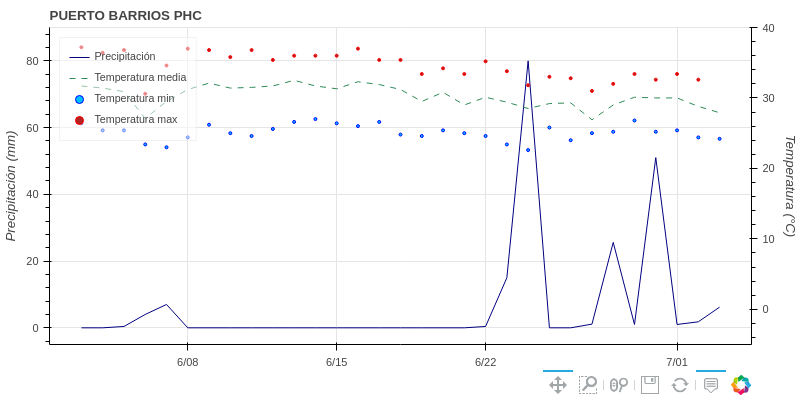 PUERTO BARRIOS PHC
Precipitación
Temperatura media
Temperatura min
Temperatura max
80
60
40
20
0
Precipitación (mm)
40
30
20
10
0
Temperatura (°C)
6/08
6/15
6/22
7/01